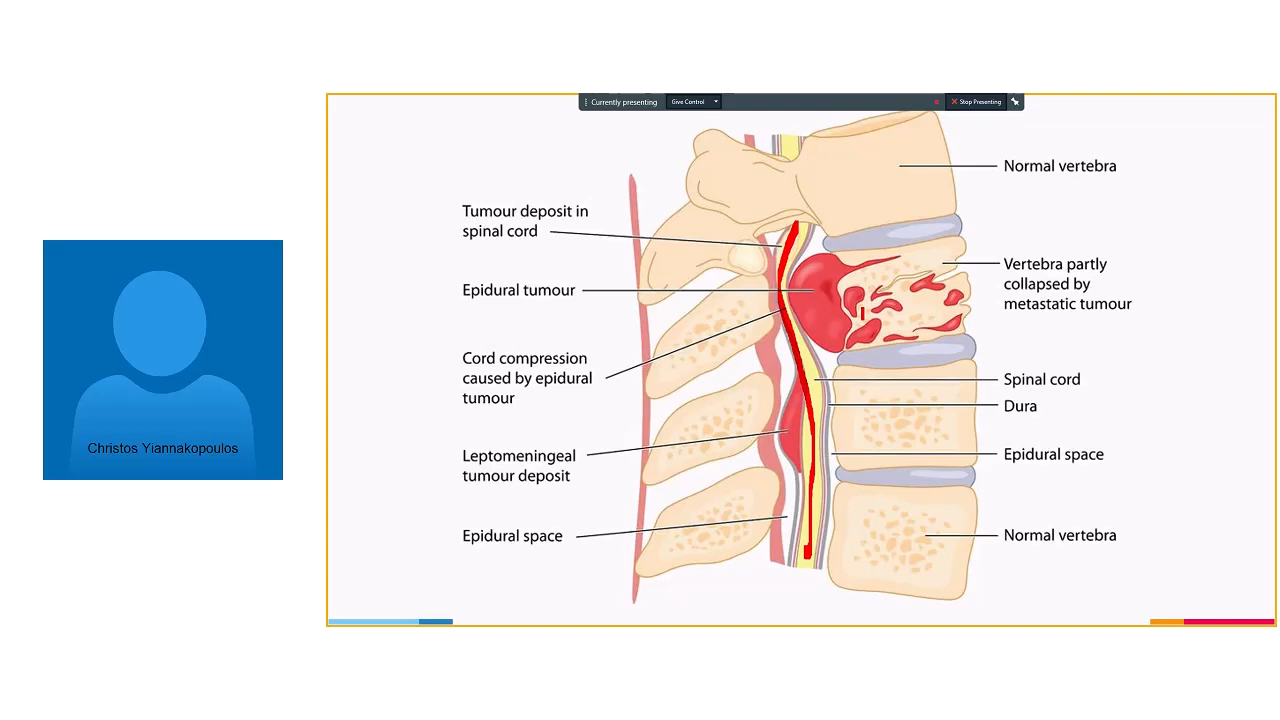 Currently presenting
Give Control
Stop Presenting
Normal vertebra
Tumour deposit in
spinal cord
Vertebra partly
collapsed by
metastatic tumour
Epidural tumour
Cord compression
caused by epidural
tumour
Spinal cord
Dura
Christos Yiannakopoulos
Leptomeningeal
tumour deposit
Epidural space
Epidural space
Normal vertebra